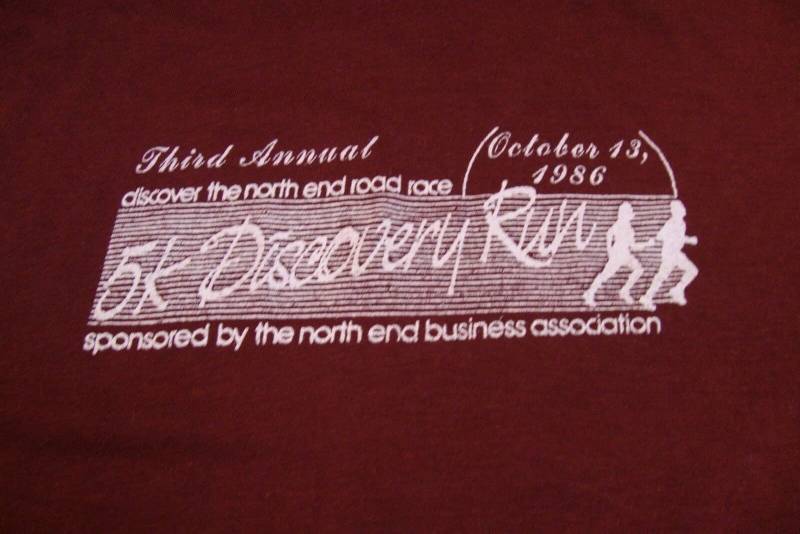 Third Annual
October 13,
1986
discover the north end road race
5k Discovery Run
sponsored by the north end business association